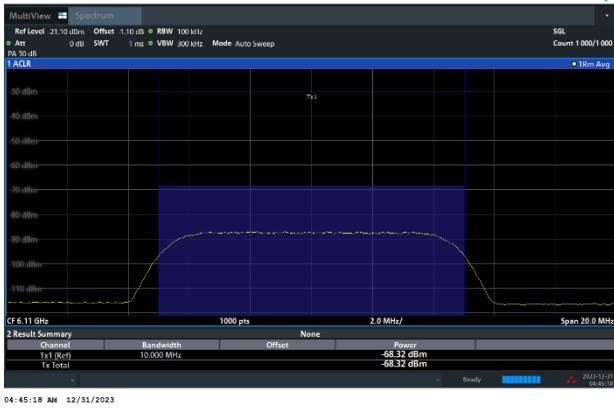 MultiView Spectrum
Ref Level -21.10 dBm Offset -1.10 dB RBW 100 kHz SGL
Att 0 dB SWT 1 ms VBW 300 kHz Mode Auto Sweep Count 1000/1000
PA 30 dB
1 ACLR 1Rm Avg
-30 dBm
Tx1
-40 dBm
-50 dBm
-60 dBm
-70 dBm
-80 dBm
-90 dBm
-100 dBm
-110 dBm
CF 6.11 GHz 1000 pts 2.0 MHz/ Span 20.0 MHz
2 Result Summary None
Channel Bandwidth Offset Power
Tx1 (Ref) 10.000 MHz -68.32 dBm
Tx Total -68.32 dBm
Ready 2023-12-31
04:45:18
04:45:18 AM 12/31/2023